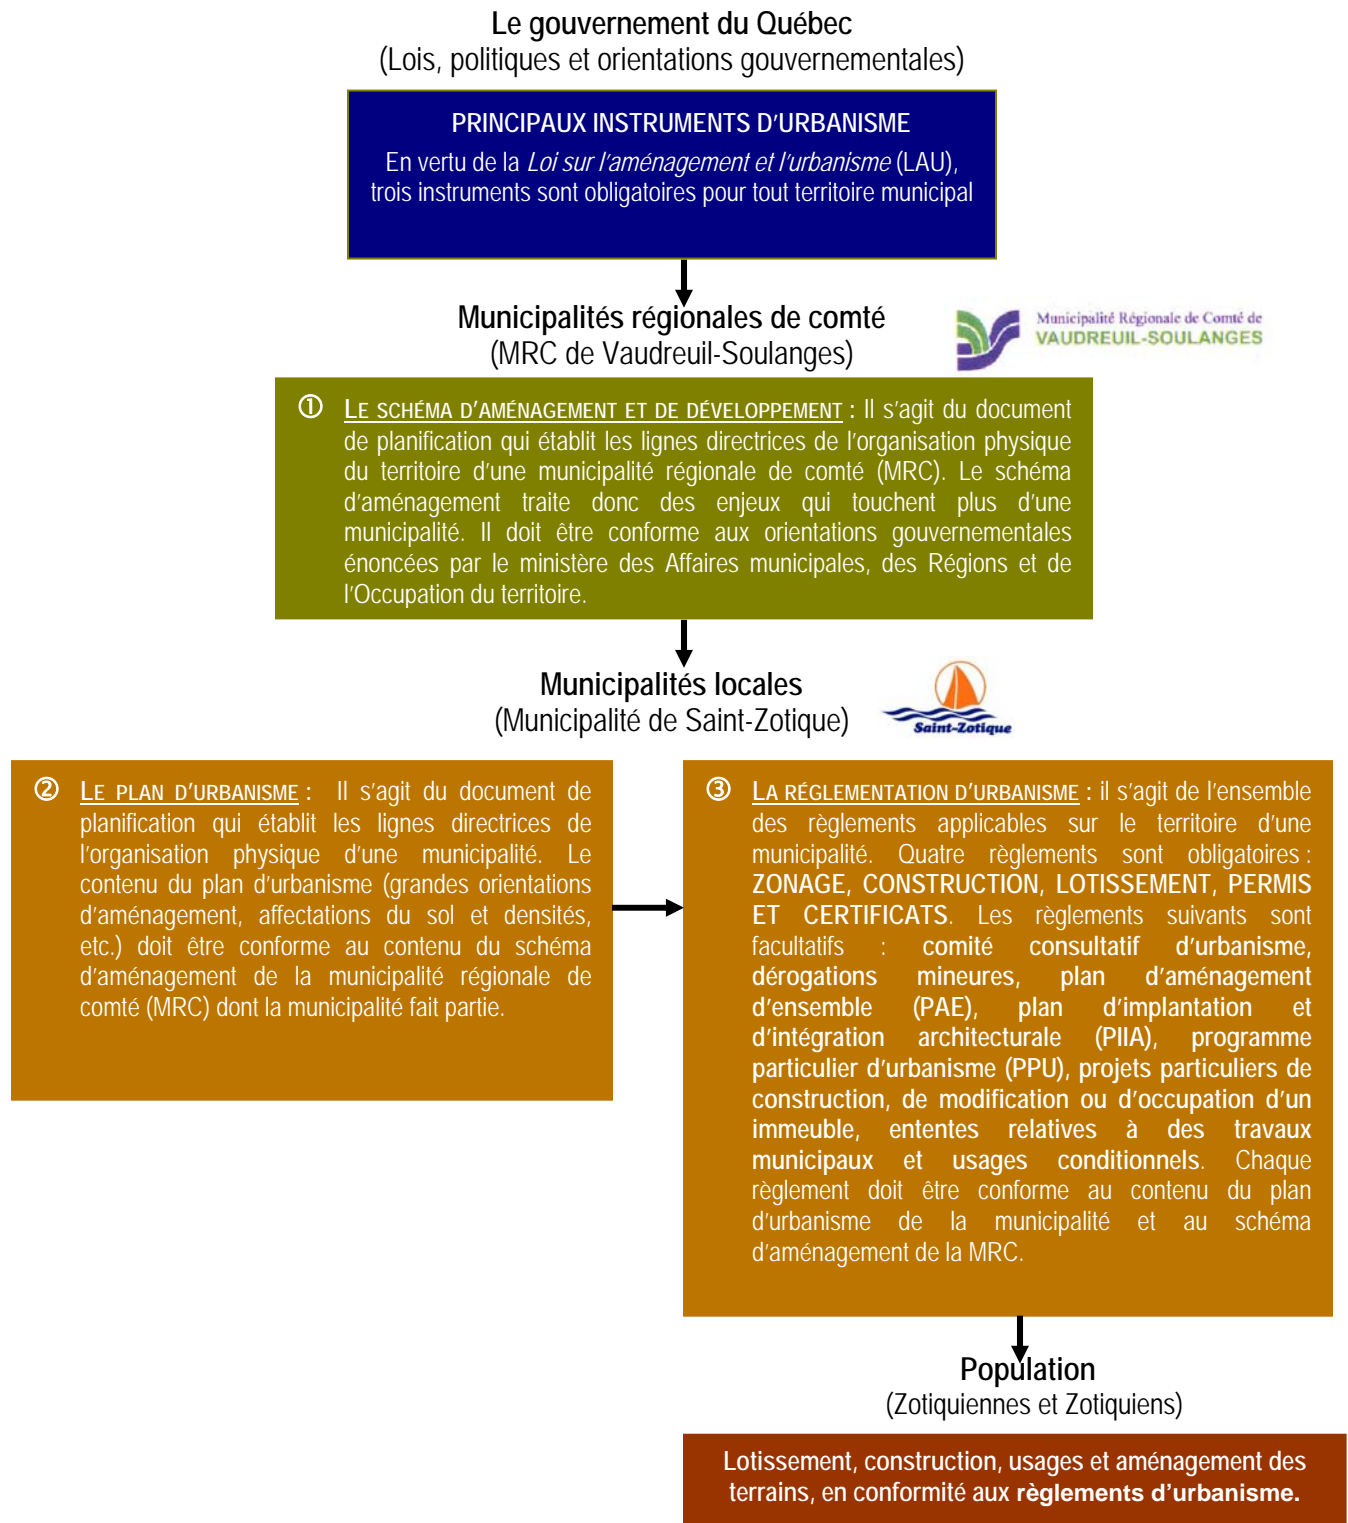 Le gouvernement du Québec
(Lois, politiques et orientations gouvernementales)
PRINCIPAUX INSTRUMENTS D'URBANISME
En vertu de la Loi sur l'aménagement et l'urbanisme (LAU),
trois instruments sont obligatoires pour tout territoire municipal
Municipalités régionales de comté
(MRC de Vaudreuil-Soulanges)
Municipalité Régionale de Comté de
VAUDREUIL-SOULANGES
① LE SCHÉMA D'AMÉNAGEMENT ET DE DÉVELOPPEMENT : Il s'agit du document
de planification qui établit les lignes directrices de l'organisation physique
du territoire d'une municipalité régionale de comté (MRC). Le schéma
d'aménagement traite donc des enjeux qui touchent plus d'une
municipalité. Il doit être conforme aux orientations gouvernementales
énoncées par le ministère des Affaires municipales, des Régions et de
l'Occupation du territoire.
Municipalités locales
(Municipalité de Saint-Zotique)
Saint-Zotique
② LE PLAN D'URBANISME : Il s'agit du document de
planification qui établit les lignes directrices de
l'organisation physique d'une municipalité. Le
contenu du plan d'urbanisme (grandes orientations
d'aménagement, affectations du sol et densités,
etc.) doit être conforme au contenu du schéma
d'aménagement de la municipalité régionale de
comté (MRC) dont la municipalité fait partie.
③ LA RÉGLEMENTATION D'URBANISME : il s'agit de l'ensemble
des règlements applicables sur le territoire d'une
municipalité. Quatre règlements sont obligatoires :
ZONAGE, CONSTRUCTION, LOTISSEMENT, PERMIS
ET CERTIFICATS. Les règlements suivants sont
facultatifs : comité consultatif d'urbanisme,
dérogations mineures, plan d'aménagement
d'ensemble (PAE), plan d'implantation et
d'intégration architecturale (PIIA), programme
particulier d'urbanisme (PPU), projets particuliers de
construction, de modification ou d'occupation d'un
immeuble, ententes relatives à des travaux
municipaux et usages conditionnels. Chaque
règlement doit être conforme au contenu du plan
d'urbanisme de la municipalité et au schéma
d'aménagement de la MRC.
Population
(Zotiquiennes et Zotiquiens)
Lotissement, construction, usages et aménagement des
terrains, en conformité aux règlements d'urbanisme.